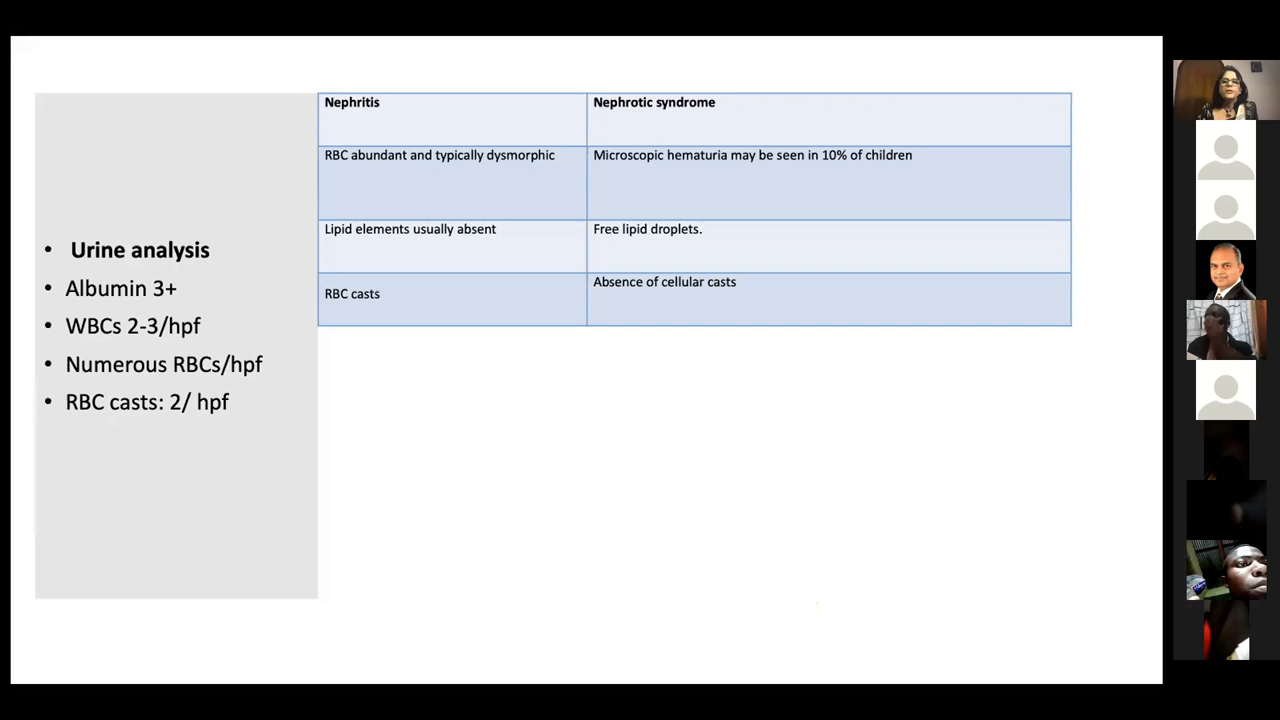 Urine analysis
Albumin 3+
WBCs 2-3/hpf
Numerous RBCs/hpf
RBC casts: 2/ hpf
Nephritis
Nephrotic syndrome
RBC abundant and typically dysmorphic
Microscopic hematuria may be seen in 10% of children
Lipid elements usually absent
Free lipid droplets.
RBC casts
Absence of cellular casts